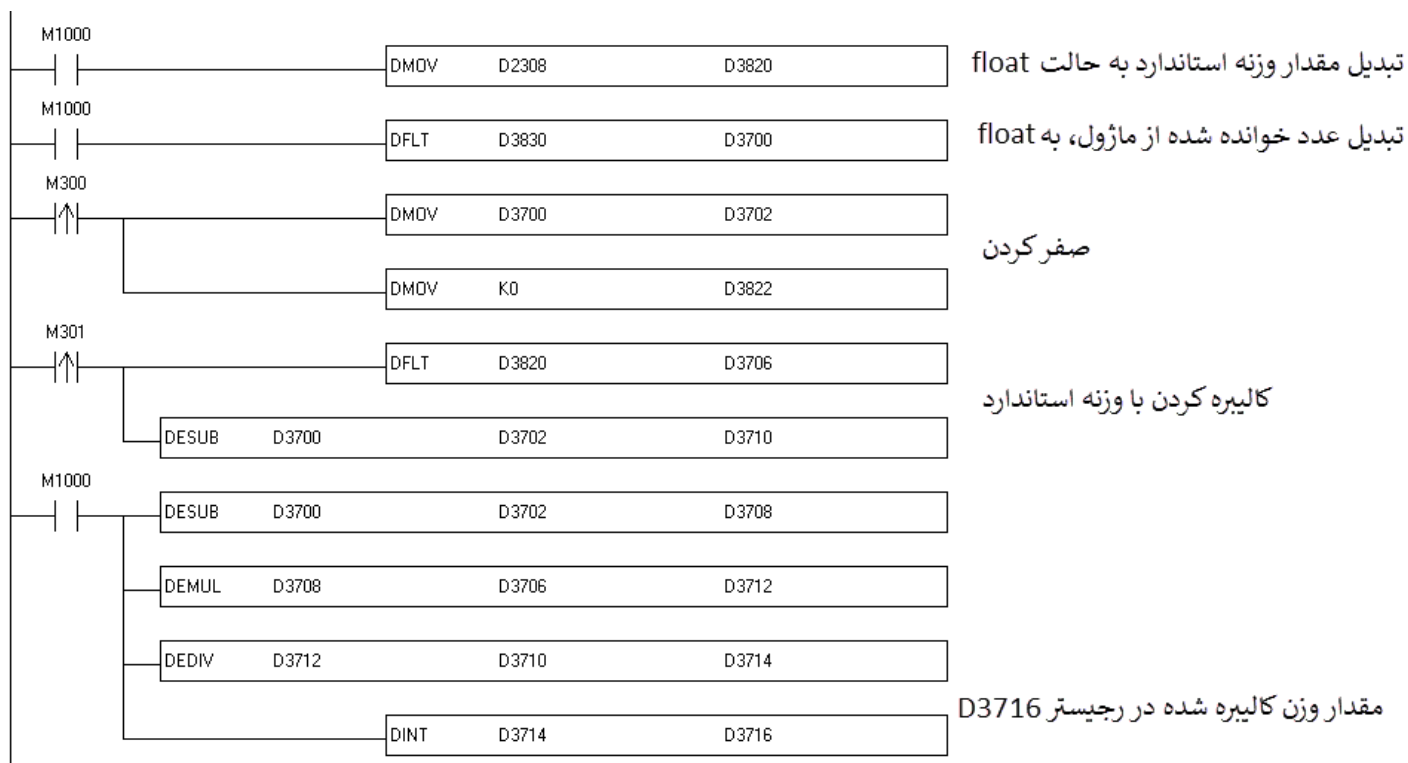 M1000
DMOV D2308 D3820 تبدیل مقدار وزنه استاندارد به حالت float
M1000
DFLT D3830 D3700 تبدیل عدد خوانده شده از ماژول، به float
M300
DMOV D3700 D3702
صفر کردن
DMOV K0 D3822
M301
DFLT D3820 D3706
کالیبره کردن با وزنه استاندارد
DESUB D3700 D3702 D3710
M1000
DESUB D3700 D3702 D3708
DEMUL D3708 D3706 D3712
DEDIV D3712 D3710 D3714
مقدار وزن کالیبره شده در رجیستر D3716
DINT D3714 D3716